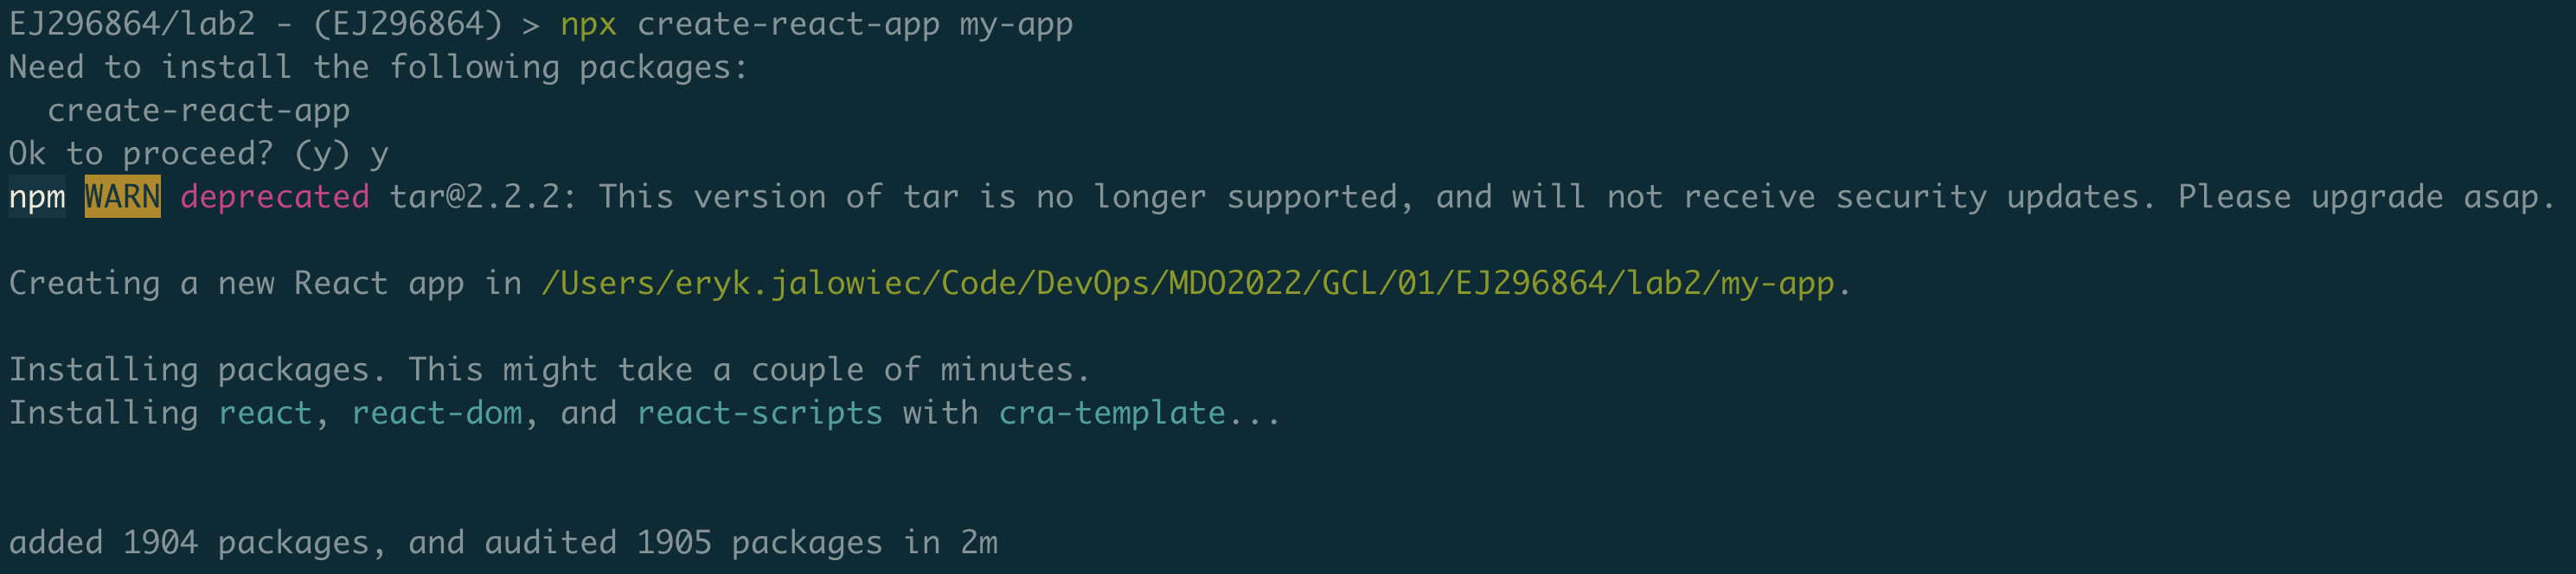 EJ296864/lab2 - (EJ296864) > npx create-react-app my-app
Need to install the following packages:
  create-react-app
Ok to proceed? (y) y
npm WARN deprecated tar@2.2.2: This version of tar is no longer supported, and will not receive security updates. Please upgrade asap.
Creating a new React app in /Users/eryk.jalowiec/Code/DevOps/MDO2022/GCL/01/EJ296864/lab2/my-app.
Installing packages. This might take a couple of minutes.
Installing react, react-dom, and react-scripts with cra-template...
added 1904 packages, and audited 1905 packages in 2m